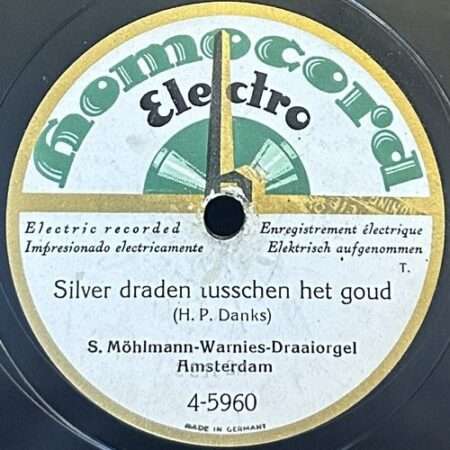 Homocord
Electro
Electric recorded
Impresionado electricamente
Enregistrement électrique
Elektrisch aufgenommen
T.
Silver draden tusschen het goud
(H. P. Danks)
S. Möhlmann-Warnies-Draaiorgel
Amsterdam
4-5960
MADE IN GERMANY